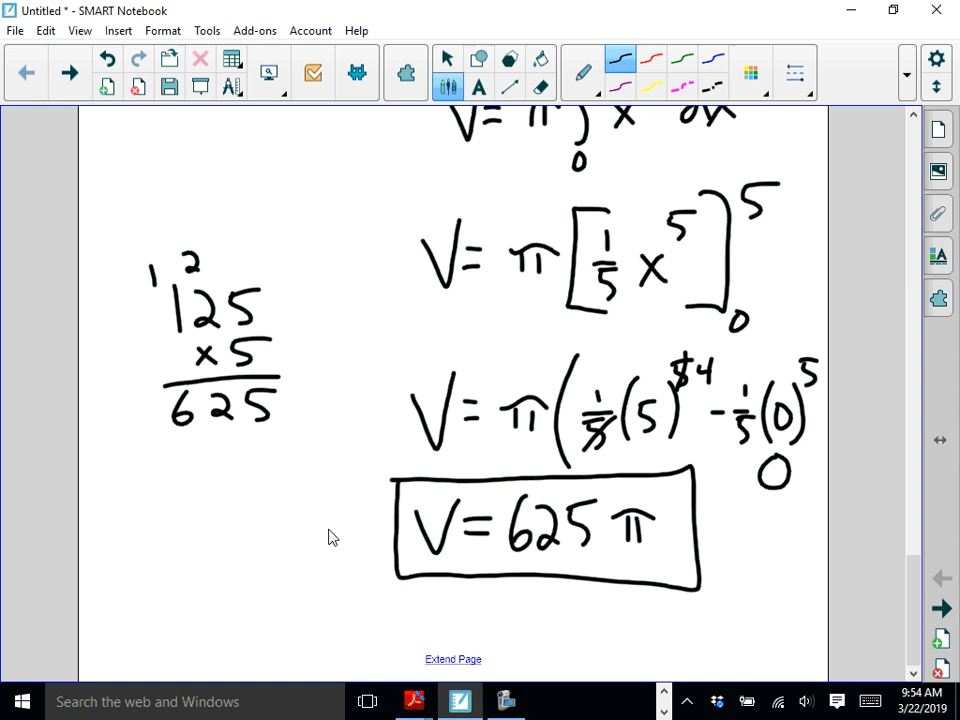 Untitled * - SMART Notebook
File Edit View Insert Format Tools Add-ons Account Help
V= π ∫ x dx
0
V= π [1/5 x^5]^5
0
1 2
125
x 5
625
V= π (1/5 (5)^5 4 - 1/5 (0)^5
0
V= 625 π
Extend Page
Search the web and Windows
9:54 AM
3/22/2019